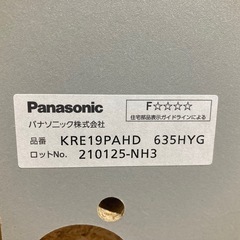 Panasonic
F☆☆☆☆
住宅部品表示ガイドラインによる
パナソニック株式会社
品番 KRE19PAHD 635HYG
ロットNo. 210125-NH3